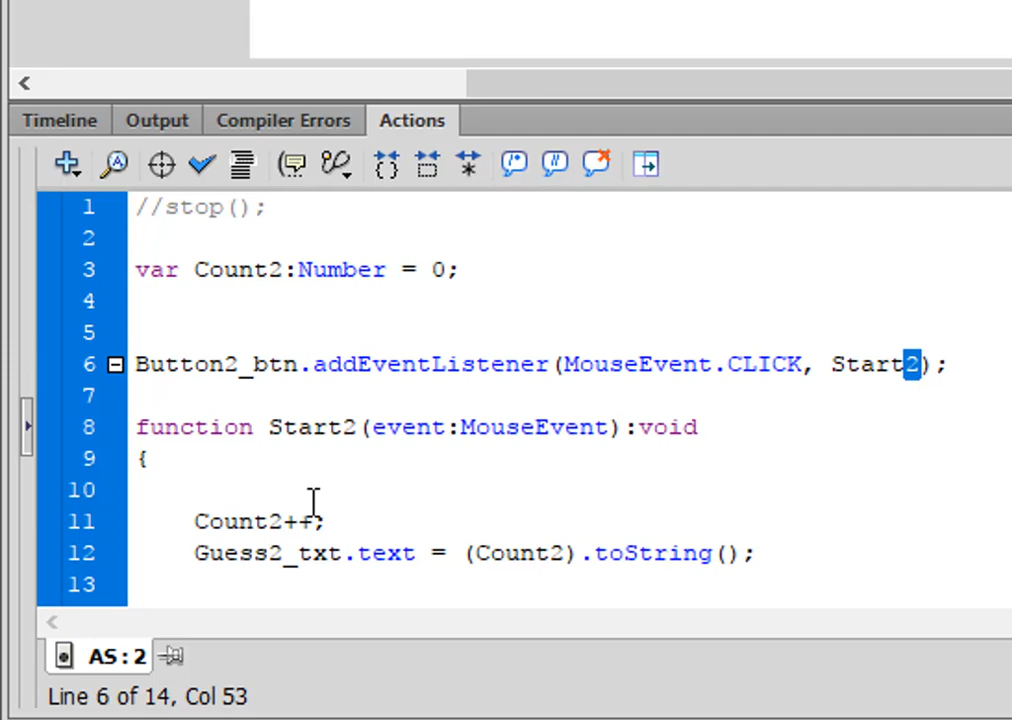 Timeline Output Compiler Errors Actions
1 //stop();
2
3 var Count2:Number = 0;
4
5
6 Button2_btn.addEventListener(MouseEvent.CLICK, Start2);
7
8 function Start2(event:MouseEvent):void
9 {
10
11 Count2++;
12 Guess2_txt.text = (Count2).toString();
13
AS:2
Line 6 of 14, Col 53